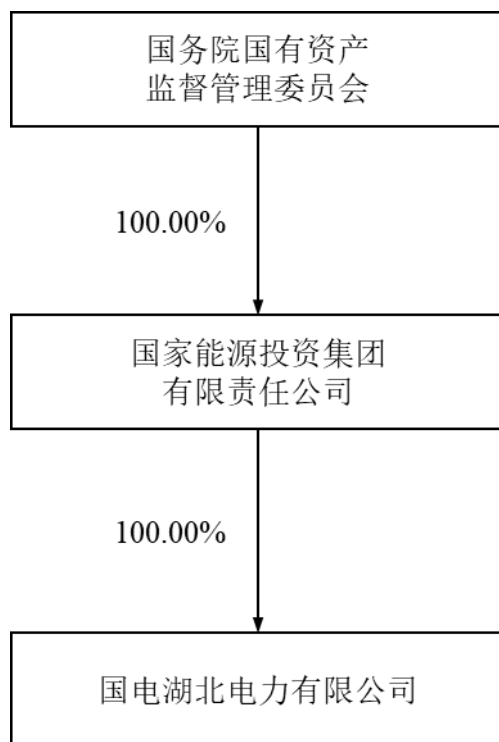 国务院国有资产
监督管理委员会
100.00%
国家能源投资集团
有限责任公司
100.00%
国电湖北电力有限公司